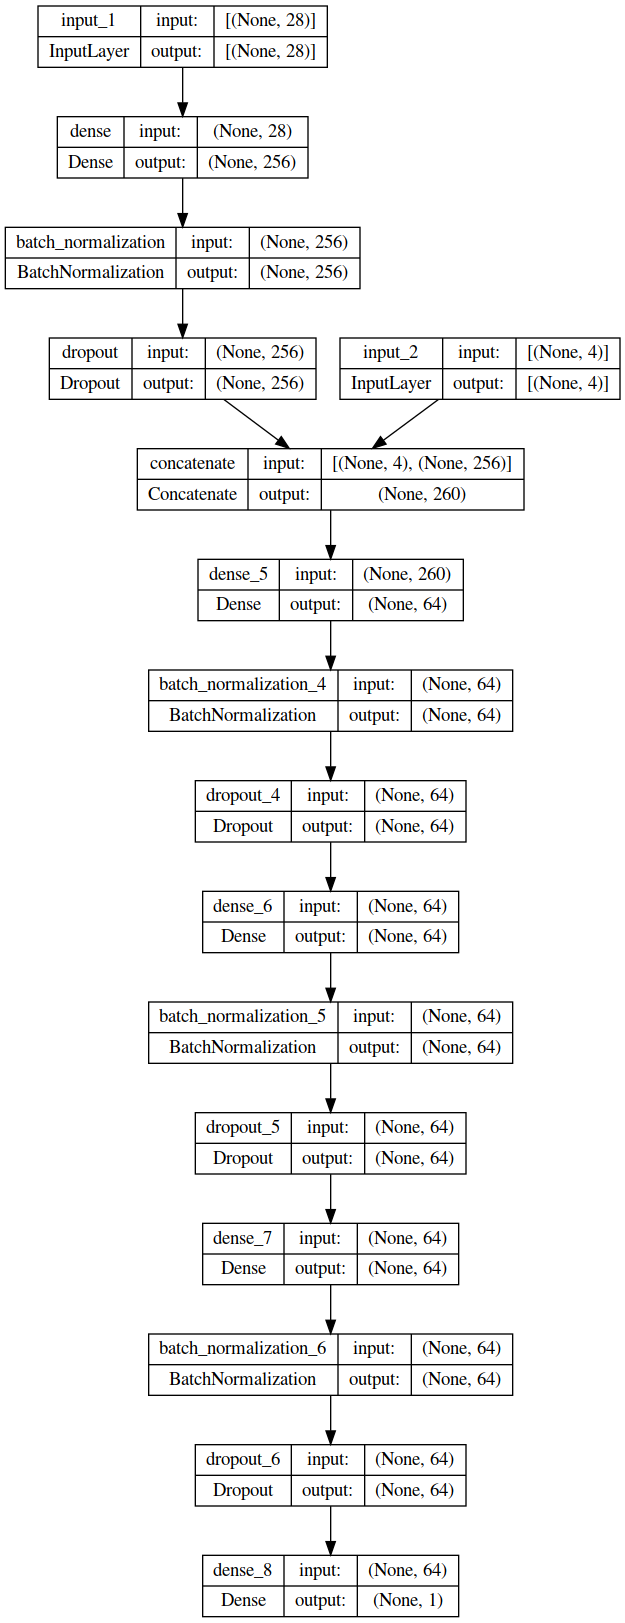 input_1 input: [(None, 28)]
InputLayer output: [(None, 28)]
dense input: (None, 28)
Dense output: (None, 256)
batch_normalization input: (None, 256)
BatchNormalization output: (None, 256)
dropout input: (None, 256)
Dropout output: (None, 256)
input_2 input: [(None, 4)]
InputLayer output: [(None, 4)]
concatenate input: [(None, 4), (None, 256)]
Concatenate output: (None, 260)
dense_5 input: (None, 260)
Dense output: (None, 64)
batch_normalization_4 input: (None, 64)
BatchNormalization output: (None, 64)
dropout_4 input: (None, 64)
Dropout output: (None, 64)
dense_6 input: (None, 64)
Dense output: (None, 64)
batch_normalization_5 input: (None, 64)
BatchNormalization output: (None, 64)
dropout_5 input: (None, 64)
Dropout output: (None, 64)
dense_7 input: (None, 64)
Dense output: (None, 64)
batch_normalization_6 input: (None, 64)
BatchNormalization output: (None, 64)
dropout_6 input: (None, 64)
Dropout output: (None, 64)
dense_8 input: (None, 64)
Dense output: (None, 1)